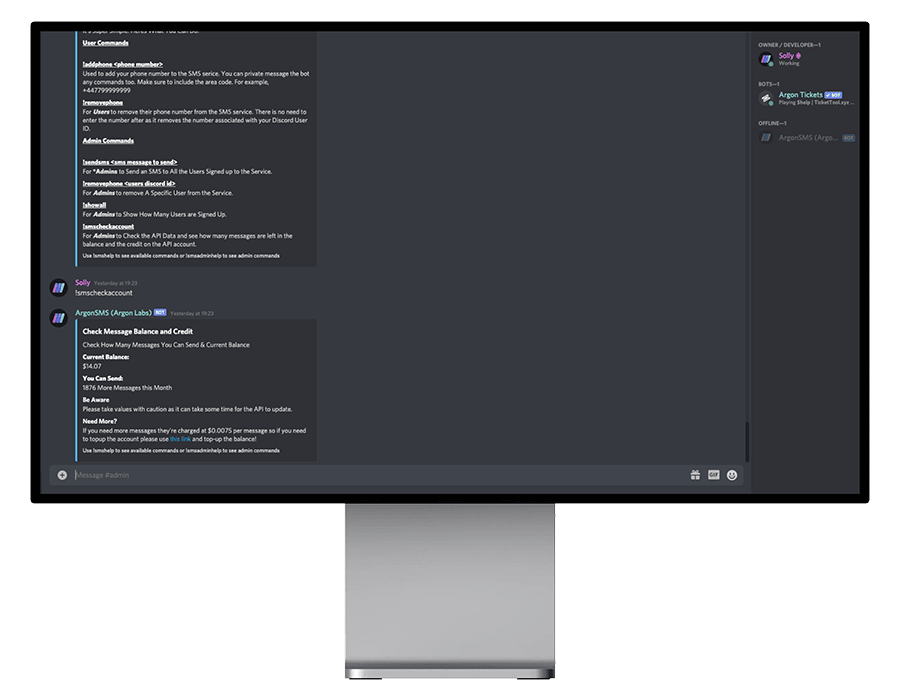 It's Super Simple. Heres What You Can Do.
User Commands
!addphone <phone mumber>
Used to add your phone number to the SMS serice. You can private message the bot
any commands too. Make sure to include the area code. For example,
+447799999999
!removephone
For Users to remove their phone number from the SMS service. There is no need to
enter the number after as it removes the number associated with your Discord User
ID.
Admin Commands
!sendsms <sms message to send>
For *Admins to Send an SMS to All the Users Signed up to the Service.
!removephone <users discord id>
For Admins to remove A Specific User from the Service.
!showall
For Admins to Show How Many Users are Signed Up.
!smscheckaccount
For Admins to Check the API Data and see how many messages are left in the
balance and the credit on the API account.
Use !smshelp to see available commands or !smsadminhelp to see admin commands
Solly Yesterday at 19:23
!smscheckaccount
ArgonSMS (Argon Labs) BOT Yesterday at 19:23
Check Message Balance and Credit
Check How Many Messages You Can Send & Current Balance
Current Balance:
$14.07
You Can Send:
1876 More Messages this Month
Be Aware
Please take values with caution as it can take some time for the API to update.
Need More?
If you need more messages they're charged at $0.0075 per message so if you need
to topup the account please use this link and top-up the balance!
Use !smshelp to see available commands or !smsadminhelp to see admin commands
Message #admin
GIF
OWNER / DEVELOPER—1
Solly
Working
BOTS—1
Argon Tickets ✓ BOT
Playing $help | TicketTool.xyz ...
OFFLINE—1
ArgonSMS (Argo... BOT